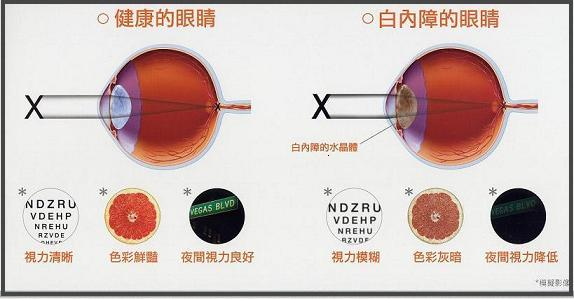 ○ 健康的眼睛
X
NDZRU
VDEHP
NREHU
RZVDE
VEGAS BLVD
*
*
*
視力清晰
色彩鮮豔
夜間視力良好
○ 白內障的眼睛
X
白內障的水晶體
NDZRU
VDEHP
NREHU
RZVDE
*
*
*
視力模糊
色彩灰暗
夜間視力降低
*模擬影像